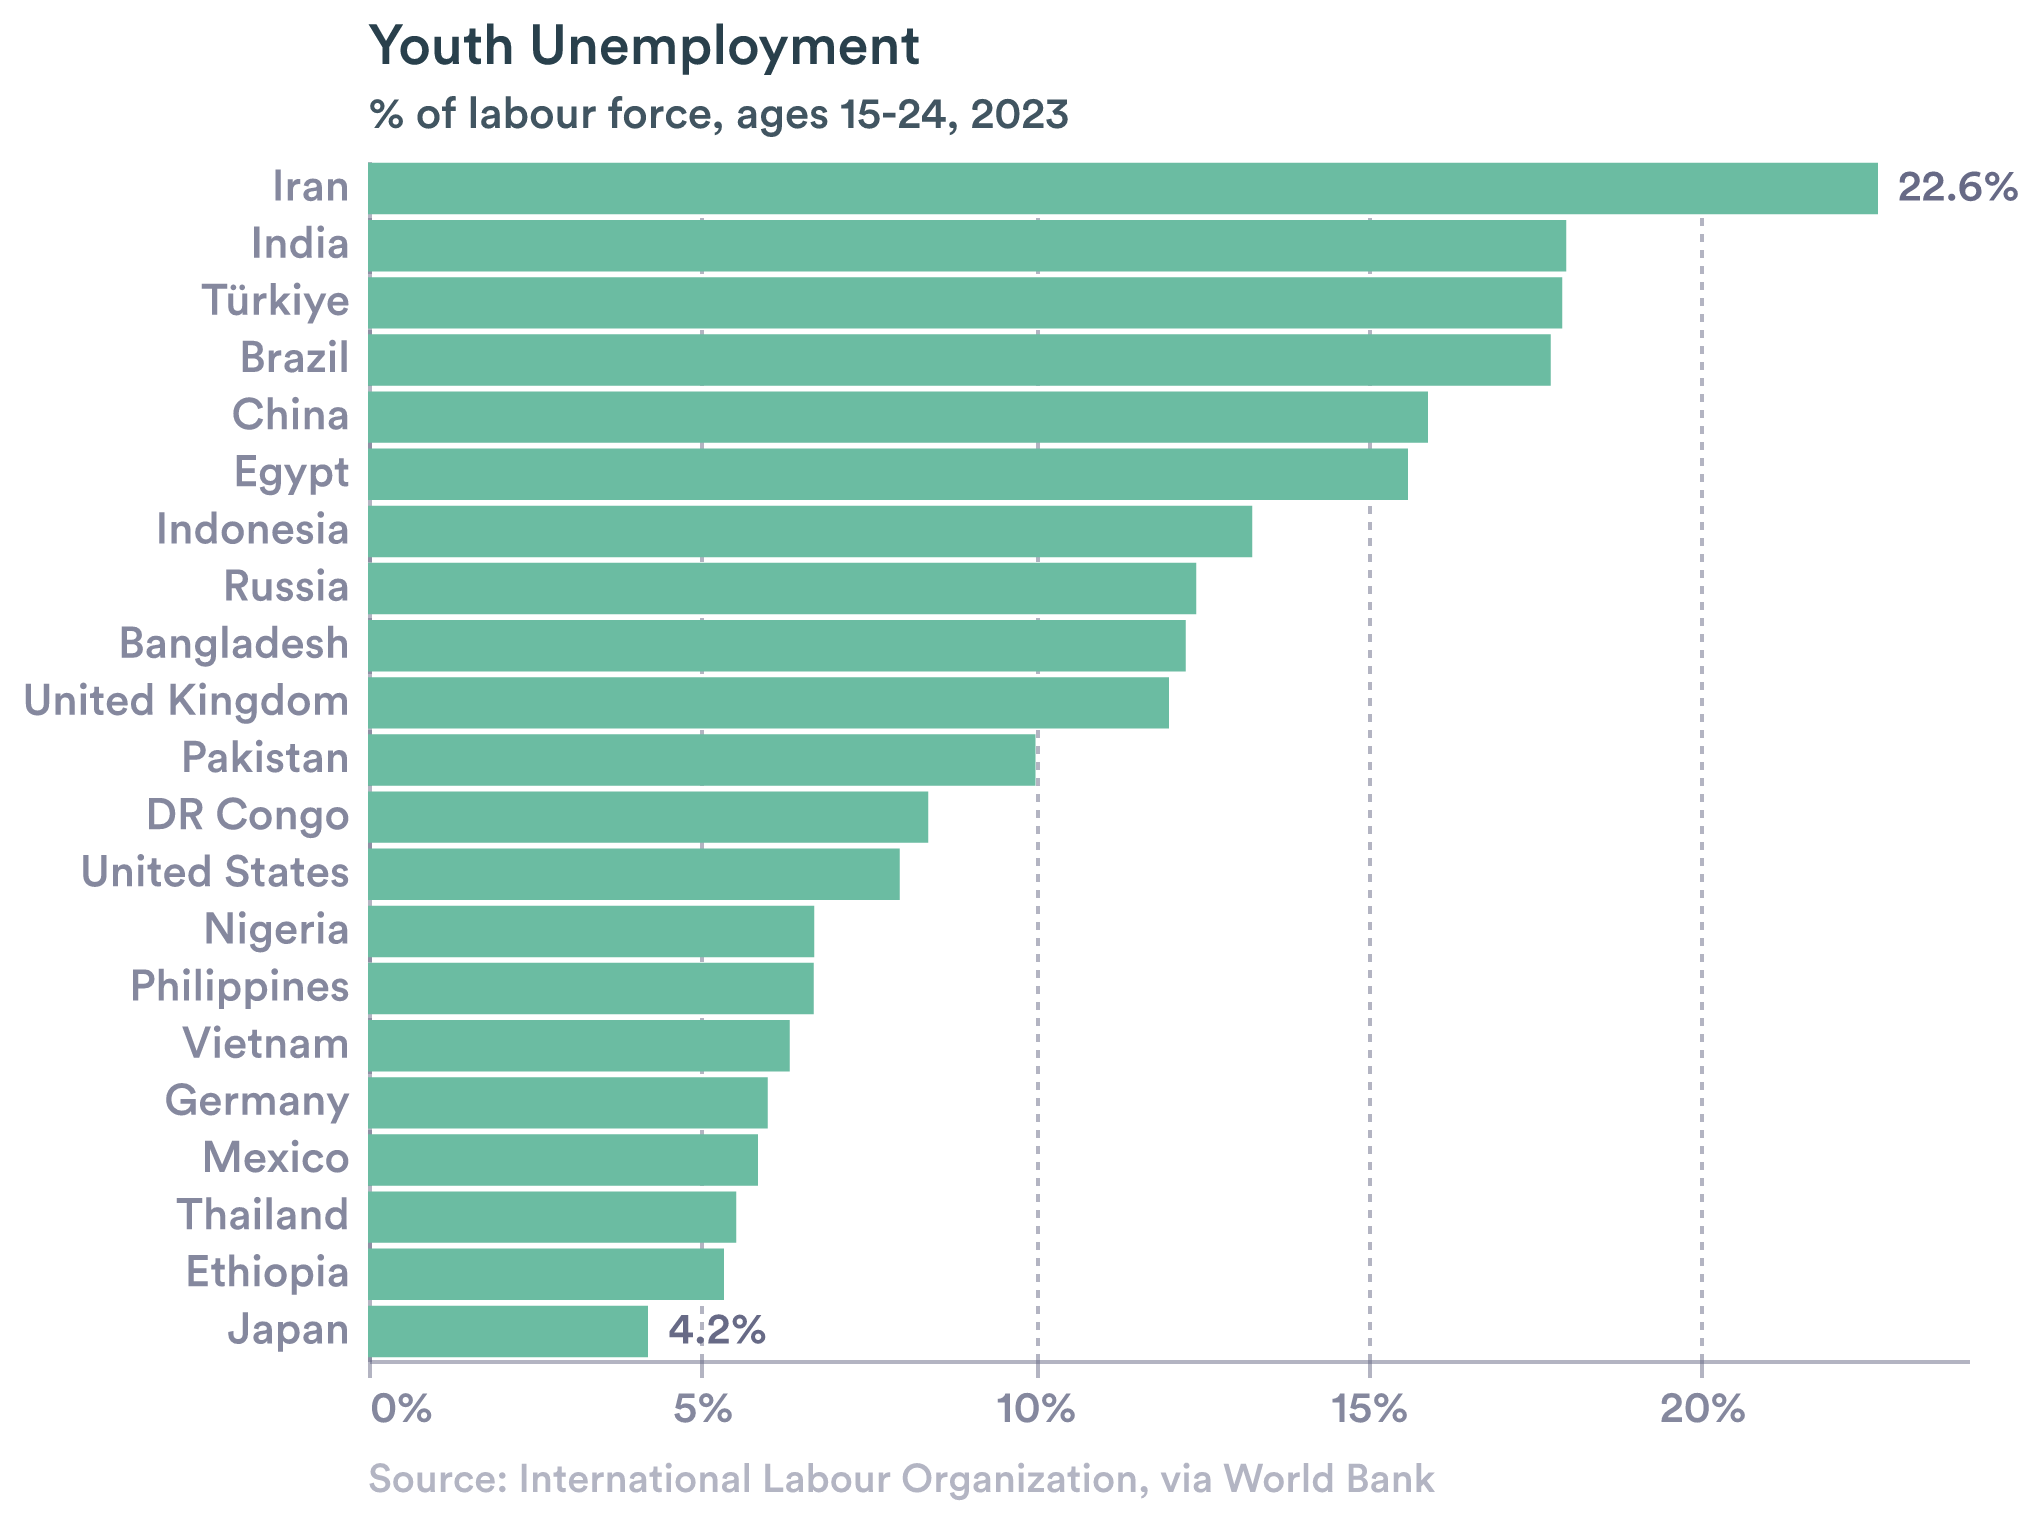 Youth Unemployment
% of labour force, ages 15-24, 2023
Iran 22.6%
India
Türkiye
Brazil
China
Egypt
Indonesia
Russia
Bangladesh
United Kingdom
Pakistan
DR Congo
United States
Nigeria
Philippines
Vietnam
Germany
Mexico
Thailand
Ethiopia
Japan 4.2%
0% 5% 10% 15% 20%
Source: International Labour Organization, via World Bank